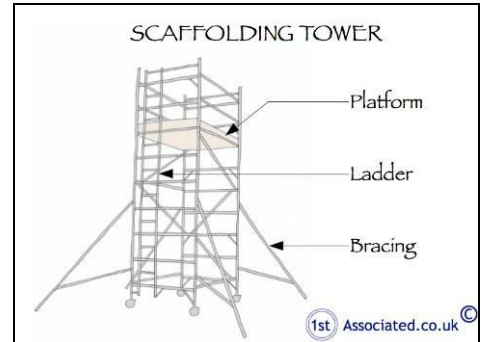 SCAFFOLDING TOWER
Platform
Ladder
Bracing
1st Associated.co.uk ©